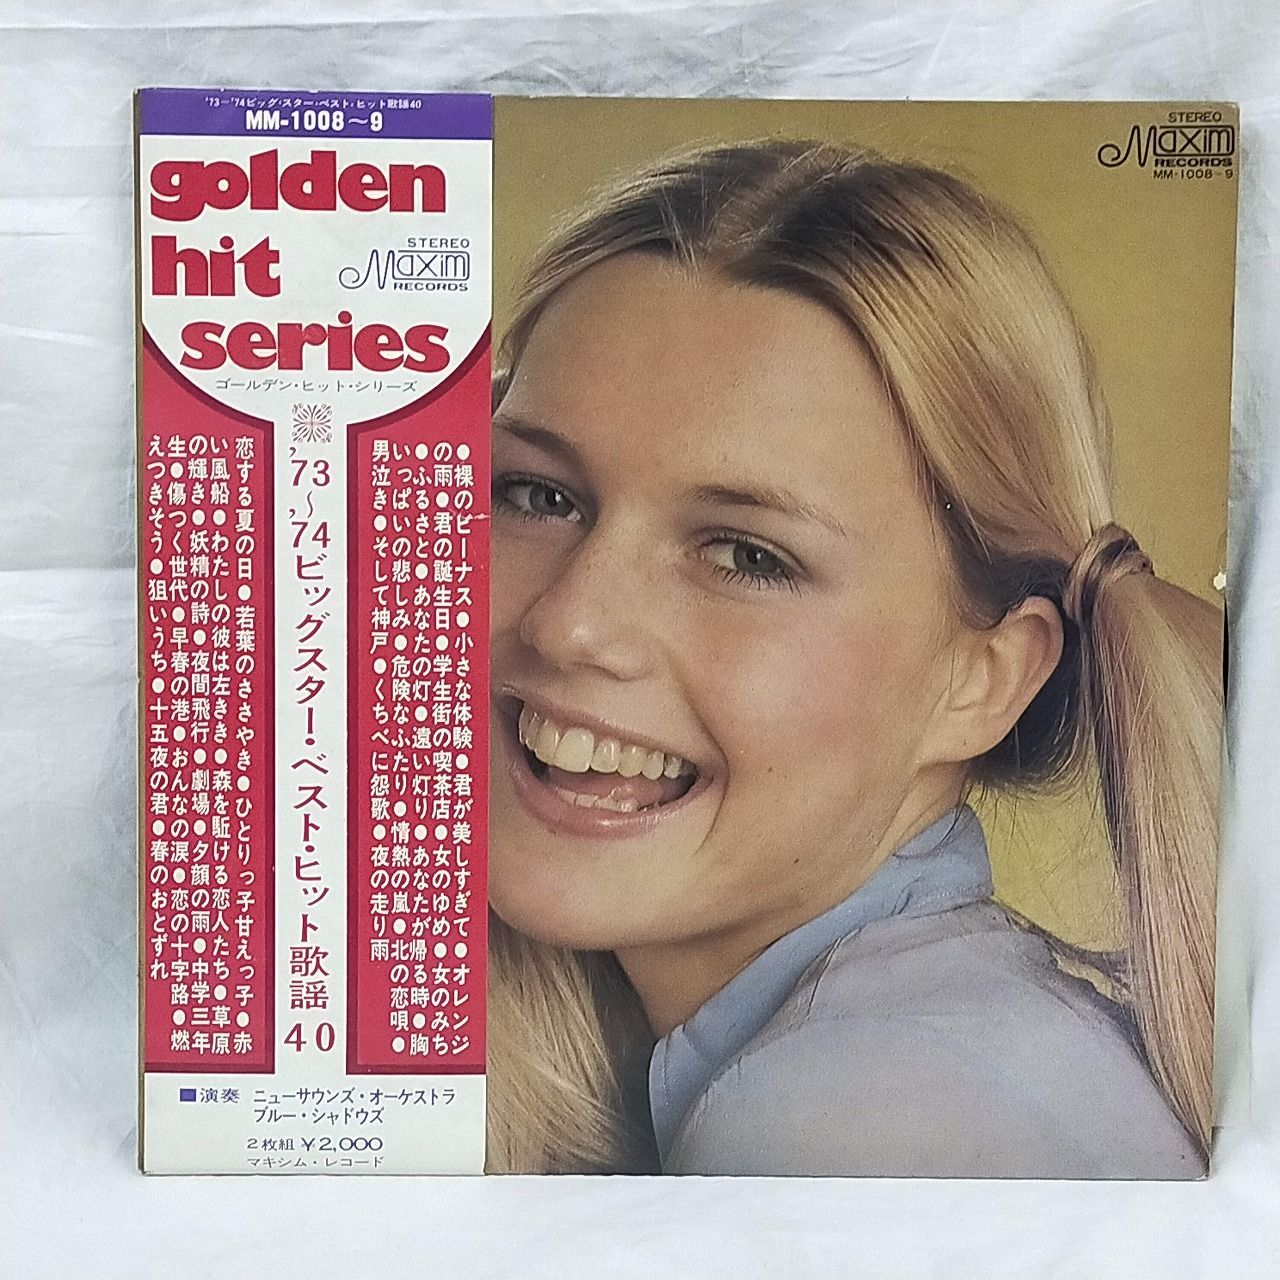 '73—'74ビッグ・スター・ベスト・ヒット歌謡40
MM-1008〜9
golden
hit
series
STEREO
Maxim
RECORDS
ゴールデン・ヒット・シリーズ
●裸のビーナス●小さな体験●君が美しすぎて●オレンジ
の雨●君の誕生日●学生街の喫茶店●女のゆめ●女のみち
●ふるさと●あなたの灯●遠い灯り●あなたが帰る時●胸
いっぱいの悲しみ●危険なふたり●情熱の嵐●北の恋唄●
男泣き●そして神戸●くちべに怨歌●夜の走り雨
'73〜'74ビッグスター・ベスト・ヒット歌謡40
恋する夏の日●若葉のささやき●ひとりっ子甘えっ子●赤
い風船●わたしの彼は左きき●森を駈ける恋人たち●草原
の輝き●妖精の詩●夜間飛行●劇場●夕顔の雨●中学三年
生●傷つく世代●早春の港●おんなの涙●恋の十字路●燃
えつきそう●狙いうち●十五夜の君●春のおとずれ
■演奏 ニューサウンズ・オーケストラ
ブルー・シャドウズ
2枚組 ¥2,000
マキシム・レコード
STEREO
Maxim
RECORDS
MM-1008~9